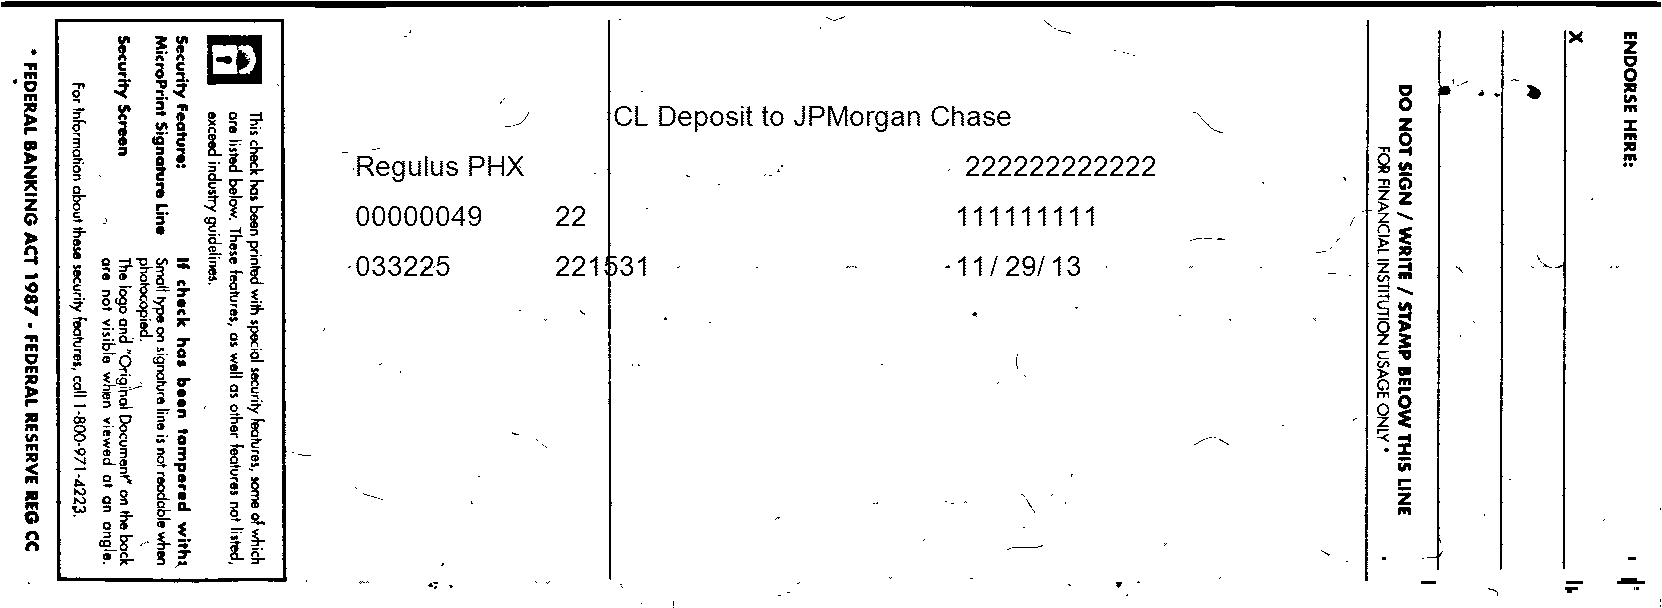 ENDORSE HERE:
X
DO NOT SIGN / WRITE / STAMP BELOW THIS LINE
FOR FINANCIAL INSTITUTION USAGE ONLY *
CL Deposit to JPMorgan Chase
Regulus PHX 222222222222
00000049 22 111111111
033225 221531 11/ 29/ 13
This check has been printed with special security features, some of which
are listed below. These features, as well as other features not listed,
exceed industry guidelines.
Security Feature: If check has been tampered with:
MicroPrint Signature Line Small type on signature line is not readable when
photocopied.
Security Screen The logo and "Original Document" on the back
are not visible when viewed at an angle.
For information about these security features, call 1-800-971-4223.
* FEDERAL BANKING ACT 1987 - FEDERAL RESERVE REG CC